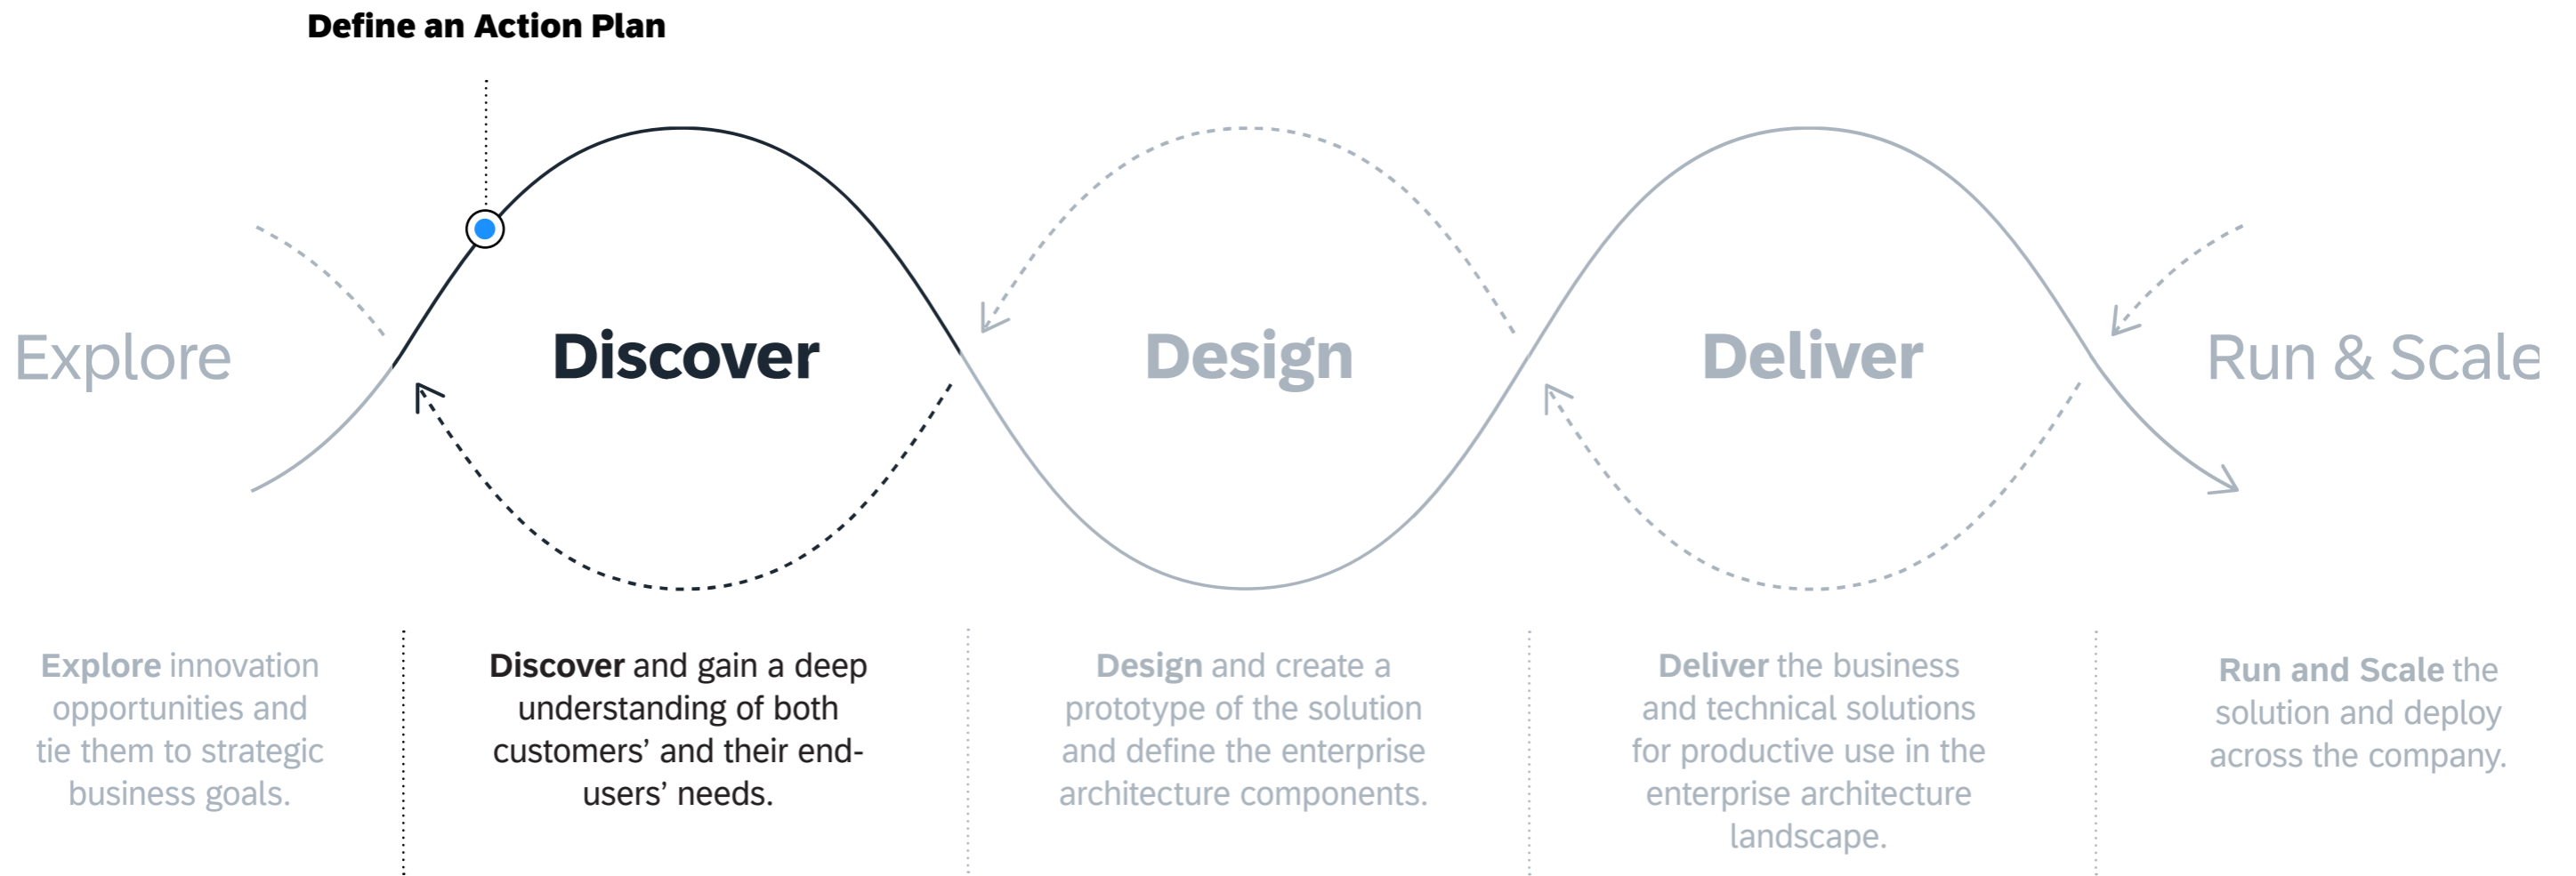 Define an Action Plan
Explore
Discover
Design
Deliver
Run & Scale
Explore innovation
opportunities and
tie them to strategic
business goals.
Discover and gain a deep
understanding of both
customers’ and their end-
users’ needs.
Design and create a
prototype of the solution
and define the enterprise
architecture components.
Deliver the business
and technical solutions
for productive use in the
enterprise architecture
landscape.
Run and Scale the
solution and deploy
across the company.